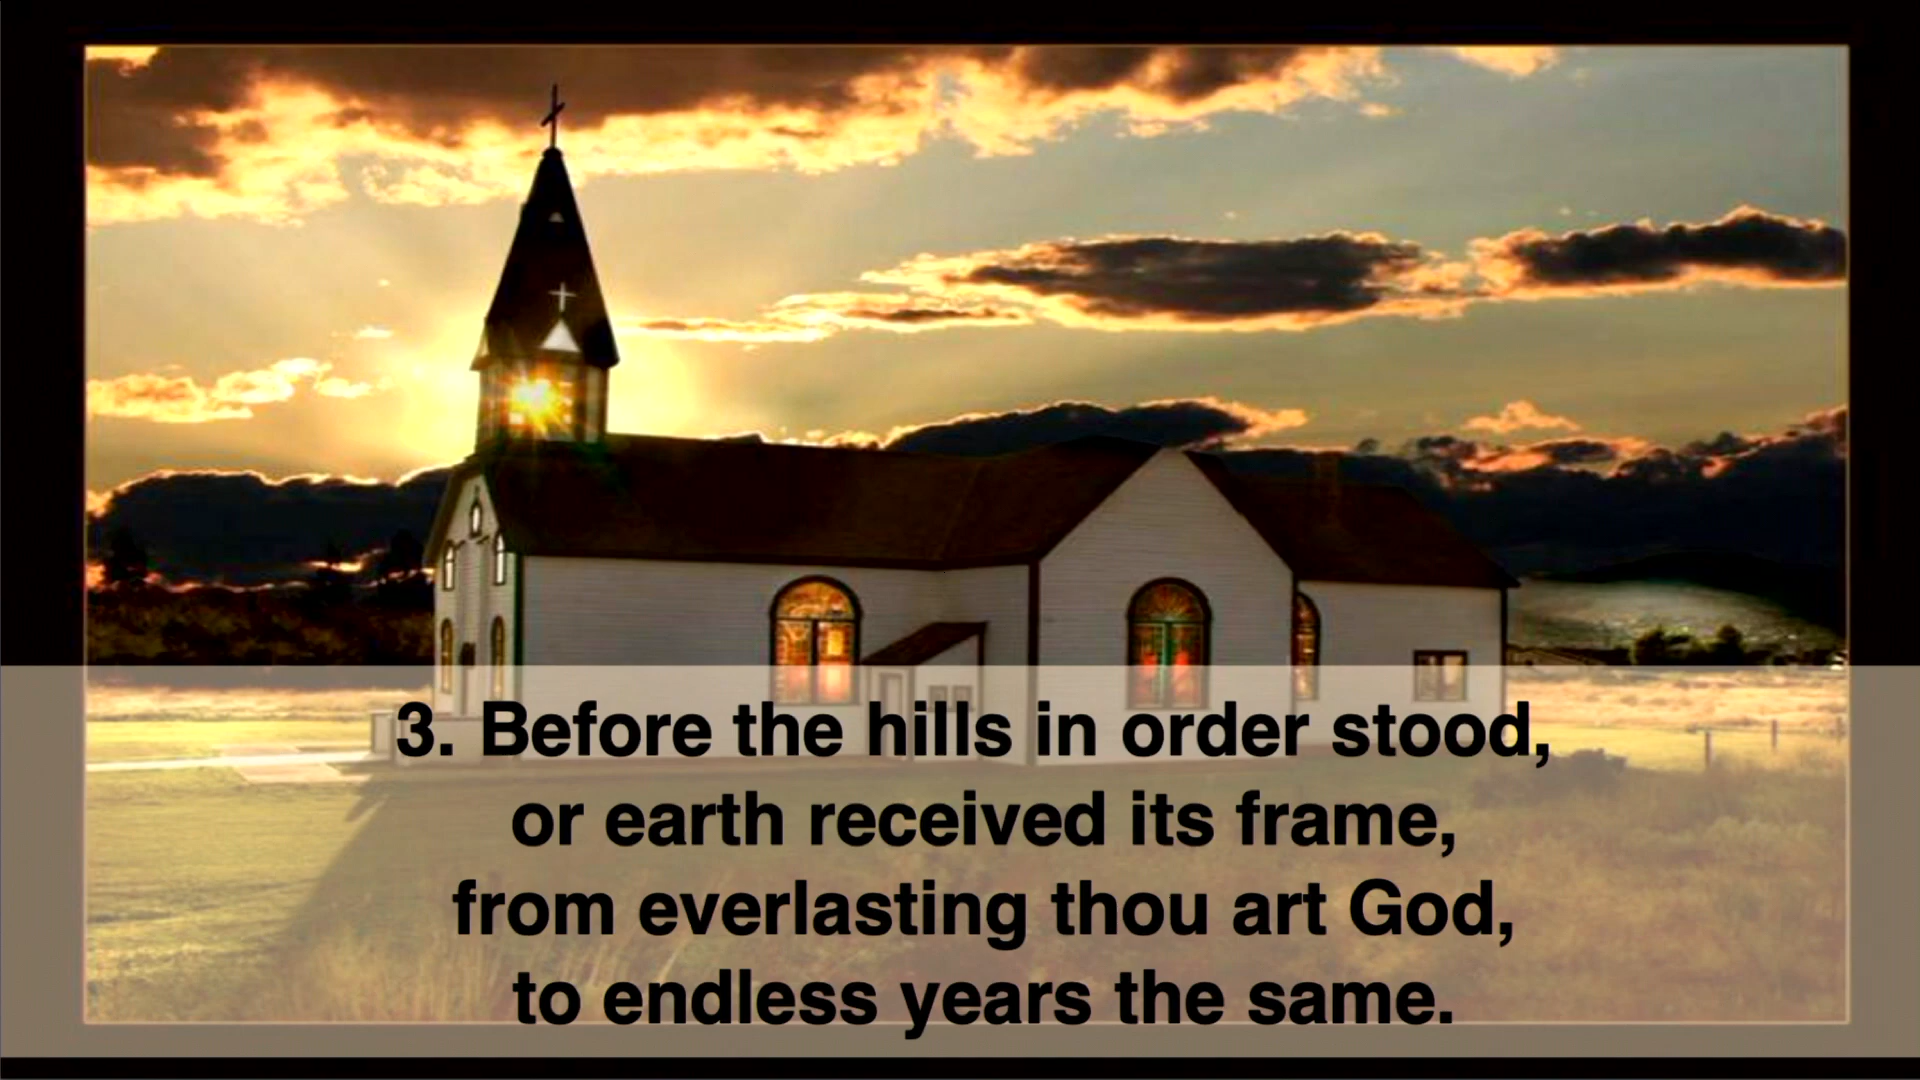 3. Before the hills in order stood,
or earth received its frame,
from everlasting thou art God,
to endless years the same.